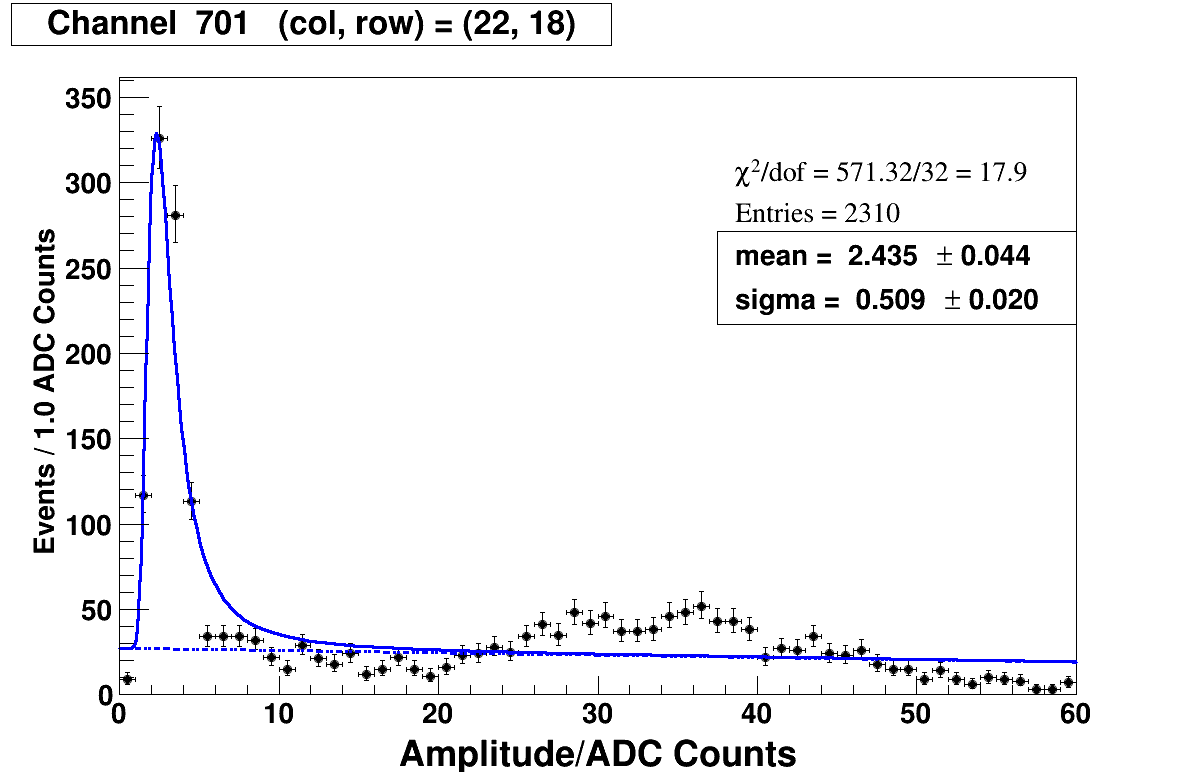 Channel 701 (col, row) = (22, 18)
χ²/dof = 571.32/32 = 17.9
Entries = 2310
mean = 2.435 ± 0.044
sigma = 0.509 ± 0.020
Events / 1.0 ADC Counts
350
300
250
200
150
100
50
0
0 10 20 30 40 50 60
Amplitude/ADC Counts